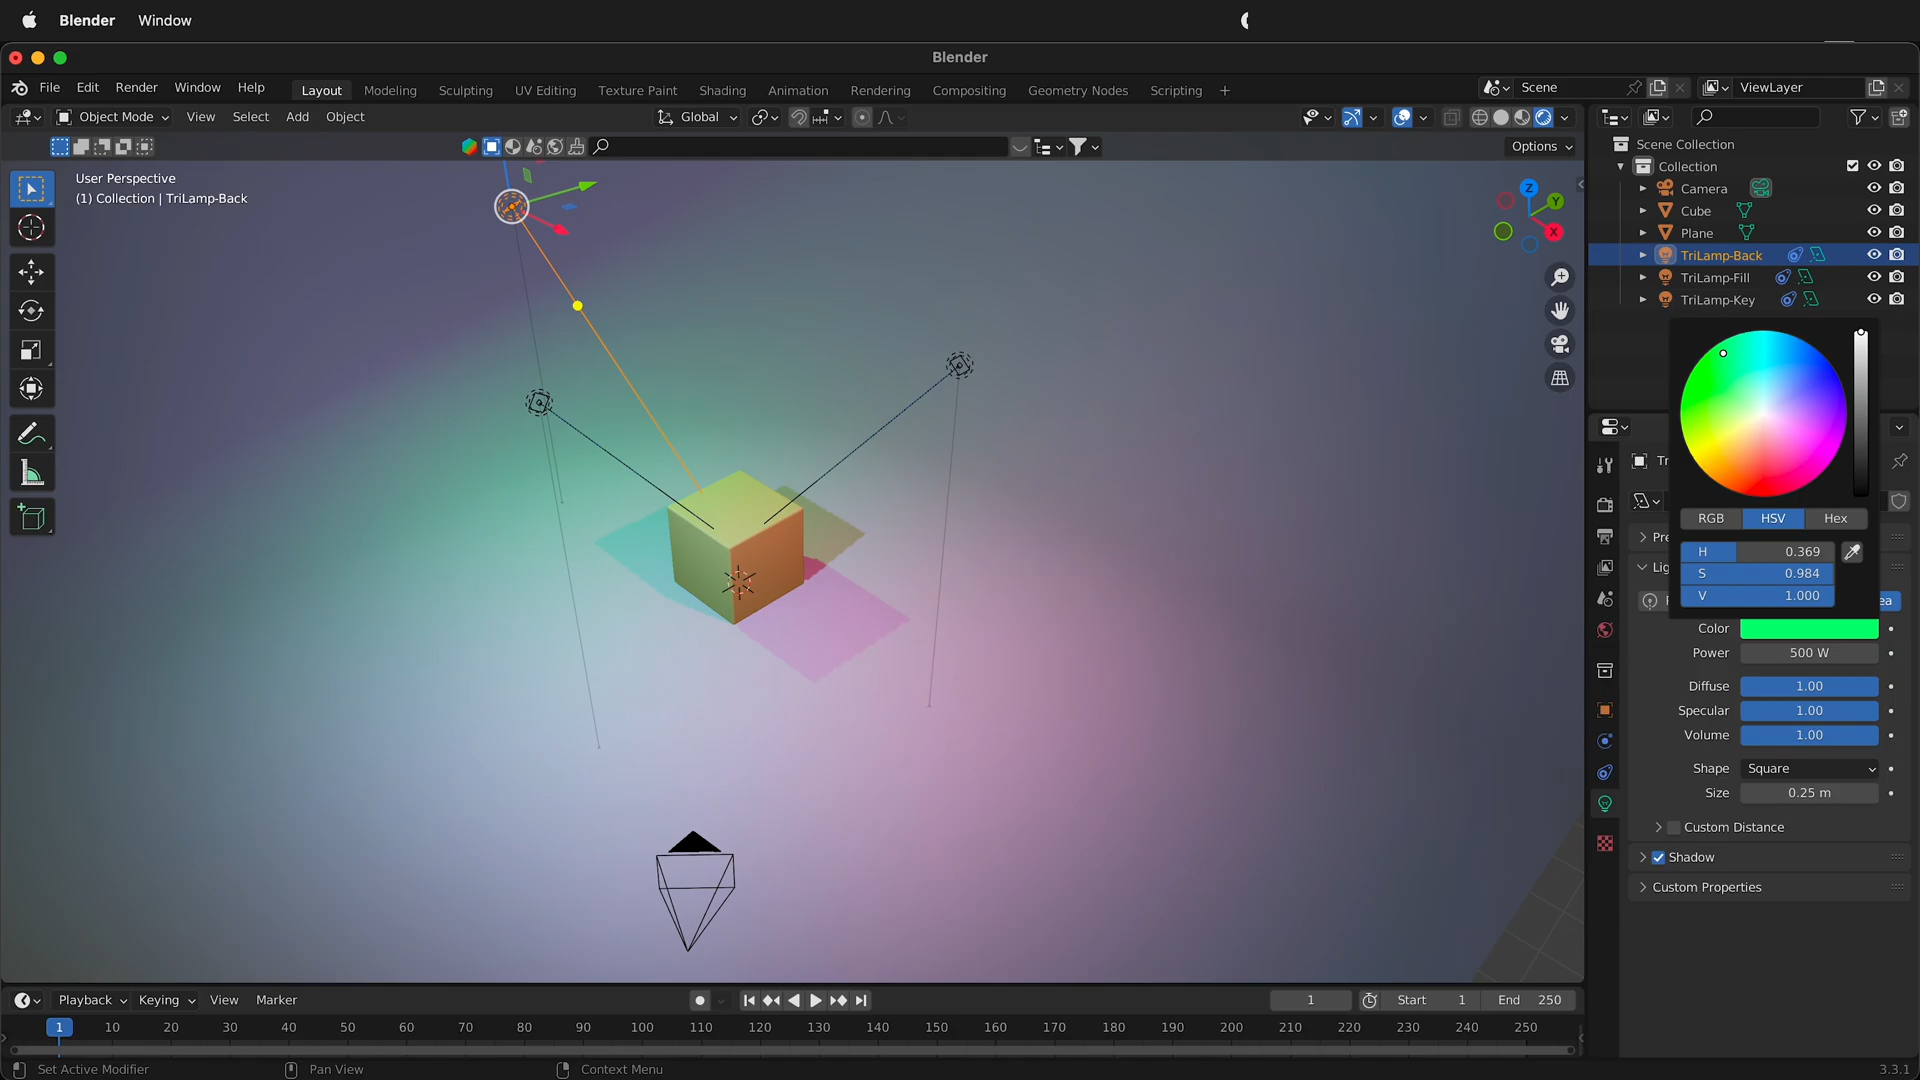 Blender Window
Blender
File Edit Render Window Help Layout Modeling Sculpting UV Editing Texture Paint Shading Animation Rendering Compositing Geometry Nodes Scripting + Scene ViewLayer
Object Mode View Select Add Object Global
Options
User Perspective
(1) Collection | TriLamp-Back
Z
Y
X
Scene Collection
Collection
Camera
Cube
Plane
TriLamp-Back
TriLamp-Fill
TriLamp-Key
Tr
RGB HSV Hex
Pre
H 0.369
Lig
S 0.984
V 1.000
ea
Color
Power 500 W
Diffuse 1.00
Specular 1.00
Volume 1.00
Shape Square
Size 0.25 m
Custom Distance
Shadow
Custom Properties
Playback Keying View Marker 1 Start 1 End 250
1 10 20 30 40 50 60 70 80 90 100 110 120 130 140 150 160 170 180 190 200 210 220 230 240 250
Set Active Modifier Pan View Context Menu 3.3.1